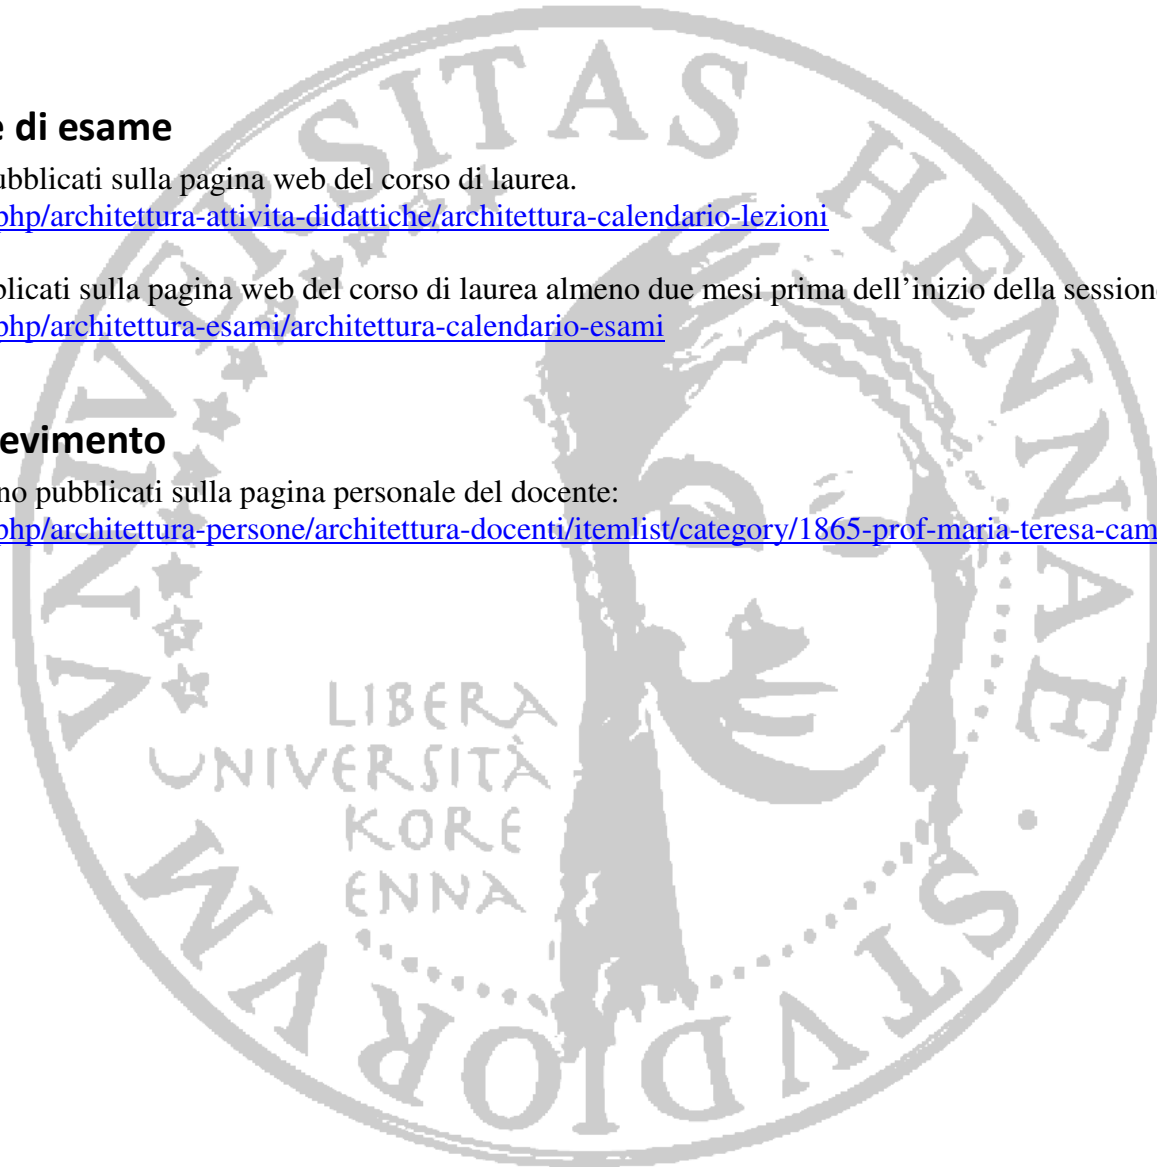 e di esame
ubblicati sulla pagina web del corso di laurea.
php/architettura-attivita-didattiche/architettura-calendario-lezioni
blicati sulla pagina web del corso di laurea almeno due mesi prima dell’inizio della session
php/architettura-esami/architettura-calendario-esami
evimento
no pubblicati sulla pagina personale del docente:
php/architettura-persone/architettura-docenti/itemlist/category/1865-prof-maria-teresa-cam
VNIVERSITAS HENNAE · STVDIORVM
LIBERA
UNIVERSITÀ
KORE
ENNA